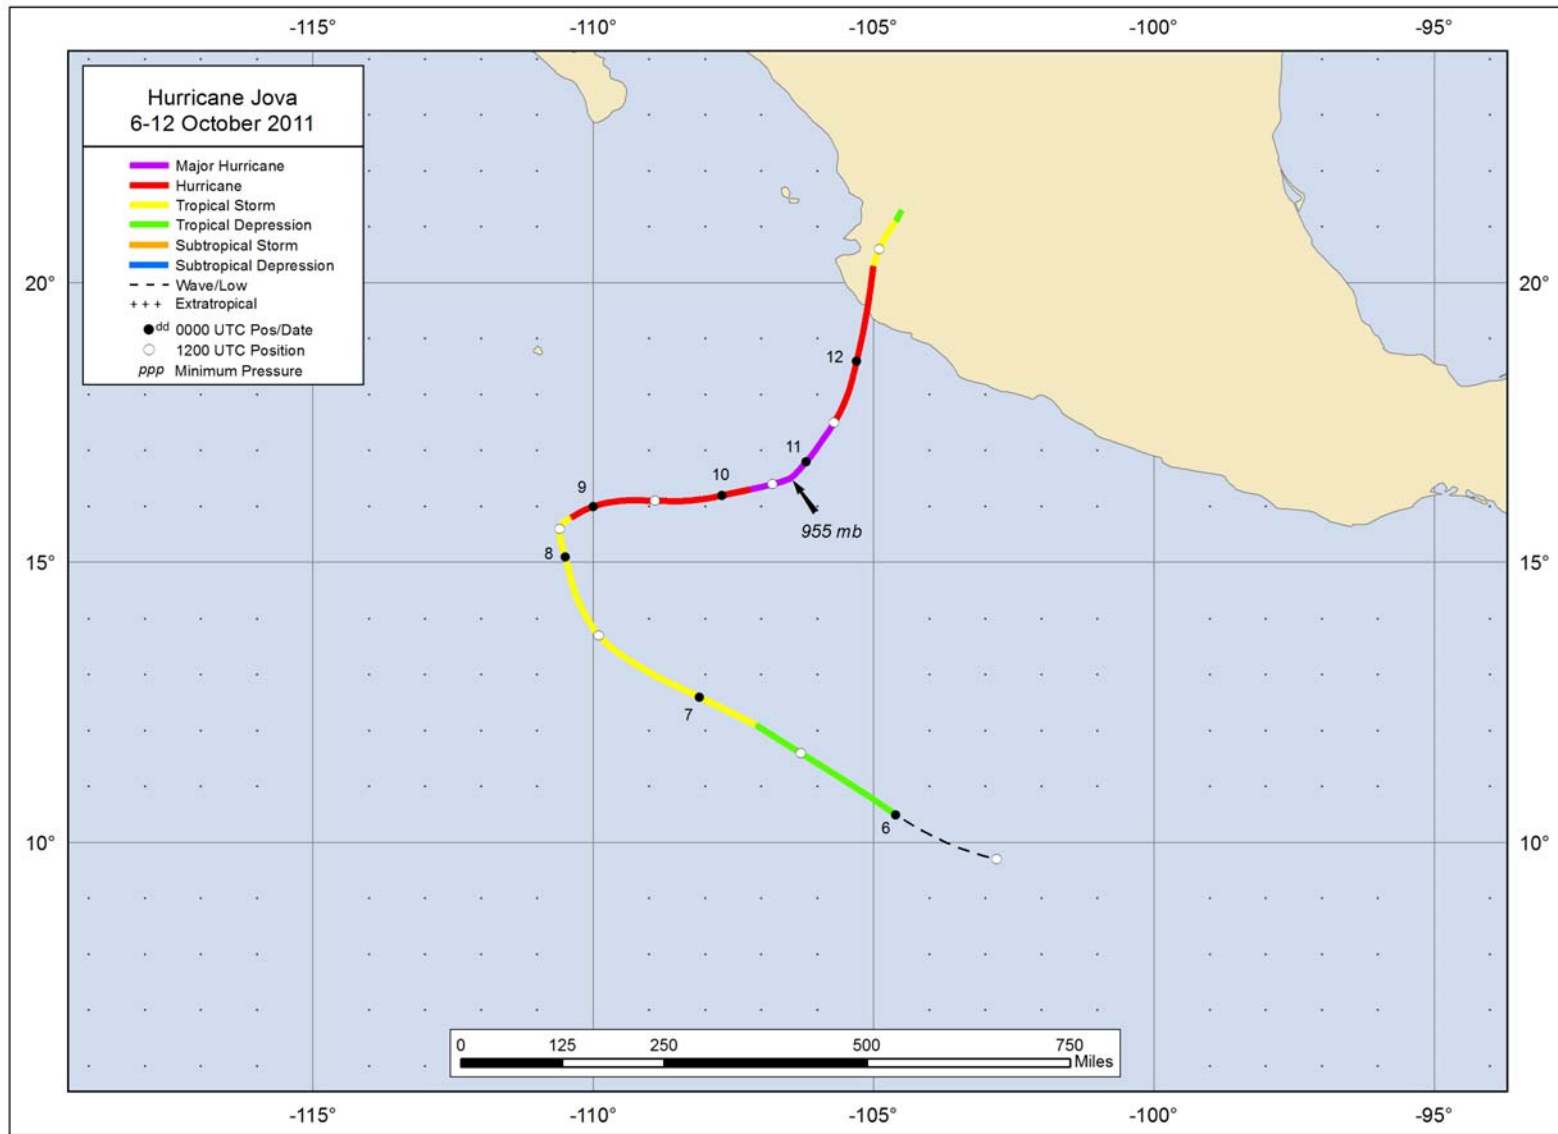 -115° -110° -105° -100° -95°
Hurricane Jova
6-12 October 2011
Major Hurricane
Hurricane
Tropical Storm
Tropical Depression
Subtropical Storm
Subtropical Depression
Wave/Low
+++ Extratropical
dd 0000 UTC Pos/Date
1200 UTC Position
ppp Minimum Pressure
20° 20°
12
11
10
9
955 mb
8
15° 15°
7
6
10° 10°
0 125 250 500 750
Miles
-115° -110° -105° -100° -95°